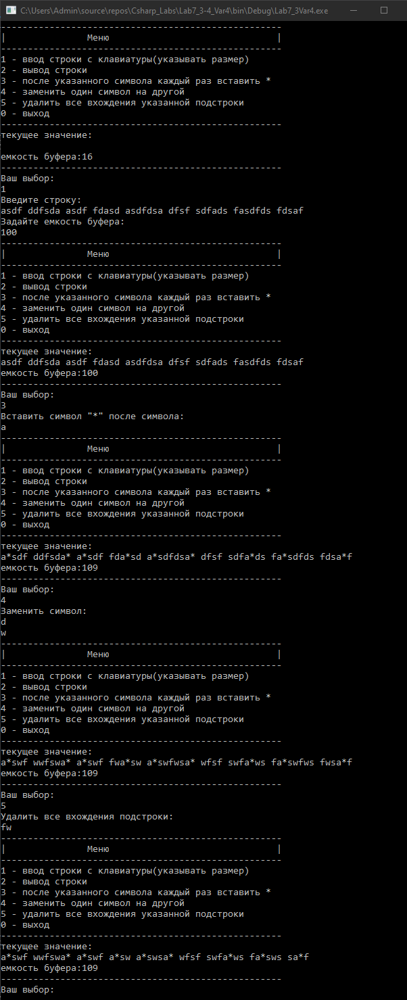 C:\Users\Admin\source\repos\Csharp_Labs\Lab7_3-4_Var4\bin\Debug\Lab7_3Var4.exe
----------------------------------------------------
| Меню |
----------------------------------------------------
1 - ввод строки с клавиатуры(указывать размер)
2 - вывод строки
3 - после указанного символа каждый раз вставить *
4 - заменить один символ на другой
5 - удалить все вхождения указанной подстроки
0 - выход
----------------------------------------------------
текущее значение:
емкость буфера:16
----------------------------------------------------
Ваш выбор:
1
Введите строку:
asdf ddfsda asdf fdasd asdfdsa dfsf sdfads fasdfds fdsaf
Задайте емкость буфера:
100
----------------------------------------------------
| Меню |
----------------------------------------------------
1 - ввод строки с клавиатуры(указывать размер)
2 - вывод строки
3 - после указанного символа каждый раз вставить *
4 - заменить один символ на другой
5 - удалить все вхождения указанной подстроки
0 - выход
----------------------------------------------------
текущее значение:
asdf ddfsda asdf fdasd asdfdsa dfsf sdfads fasdfds fdsaf
емкость буфера:100
----------------------------------------------------
Ваш выбор:
3
Вставить символ "*" после символа:
a
----------------------------------------------------
| Меню |
----------------------------------------------------
1 - ввод строки с клавиатуры(указывать размер)
2 - вывод строки
3 - после указанного символа каждый раз вставить *
4 - заменить один символ на другой
5 - удалить все вхождения указанной подстроки
0 - выход
----------------------------------------------------
текущее значение:
a*sdf ddfsda* a*sdf fda*sd a*sdfdsa* dfsf sdfa*ds fa*sdfds fdsa*f
емкость буфера:109
----------------------------------------------------
Ваш выбор:
4
Заменить символ:
d
w
----------------------------------------------------
| Меню |
----------------------------------------------------
1 - ввод строки с клавиатуры(указывать размер)
2 - вывод строки
3 - после указанного символа каждый раз вставить *
4 - заменить один символ на другой
5 - удалить все вхождения указанной подстроки
0 - выход
----------------------------------------------------
текущее значение:
a*swf wwfswa* a*swf fwa*sw a*swfwsa* wfsf swfa*ws fa*swfws fwsa*f
емкость буфера:109
----------------------------------------------------
Ваш выбор:
5
Удалить все вхождения подстроки:
fw
----------------------------------------------------
| Меню |
----------------------------------------------------
1 - ввод строки с клавиатуры(указывать размер)
2 - вывод строки
3 - после указанного символа каждый раз вставить *
4 - заменить один символ на другой
5 - удалить все вхождения указанной подстроки
0 - выход
----------------------------------------------------
текущее значение:
a*swf wwfswa* a*swf a*sw a*swsa* wfsf swfa*ws fa*sws sa*f
емкость буфера:109
----------------------------------------------------
Ваш выбор: